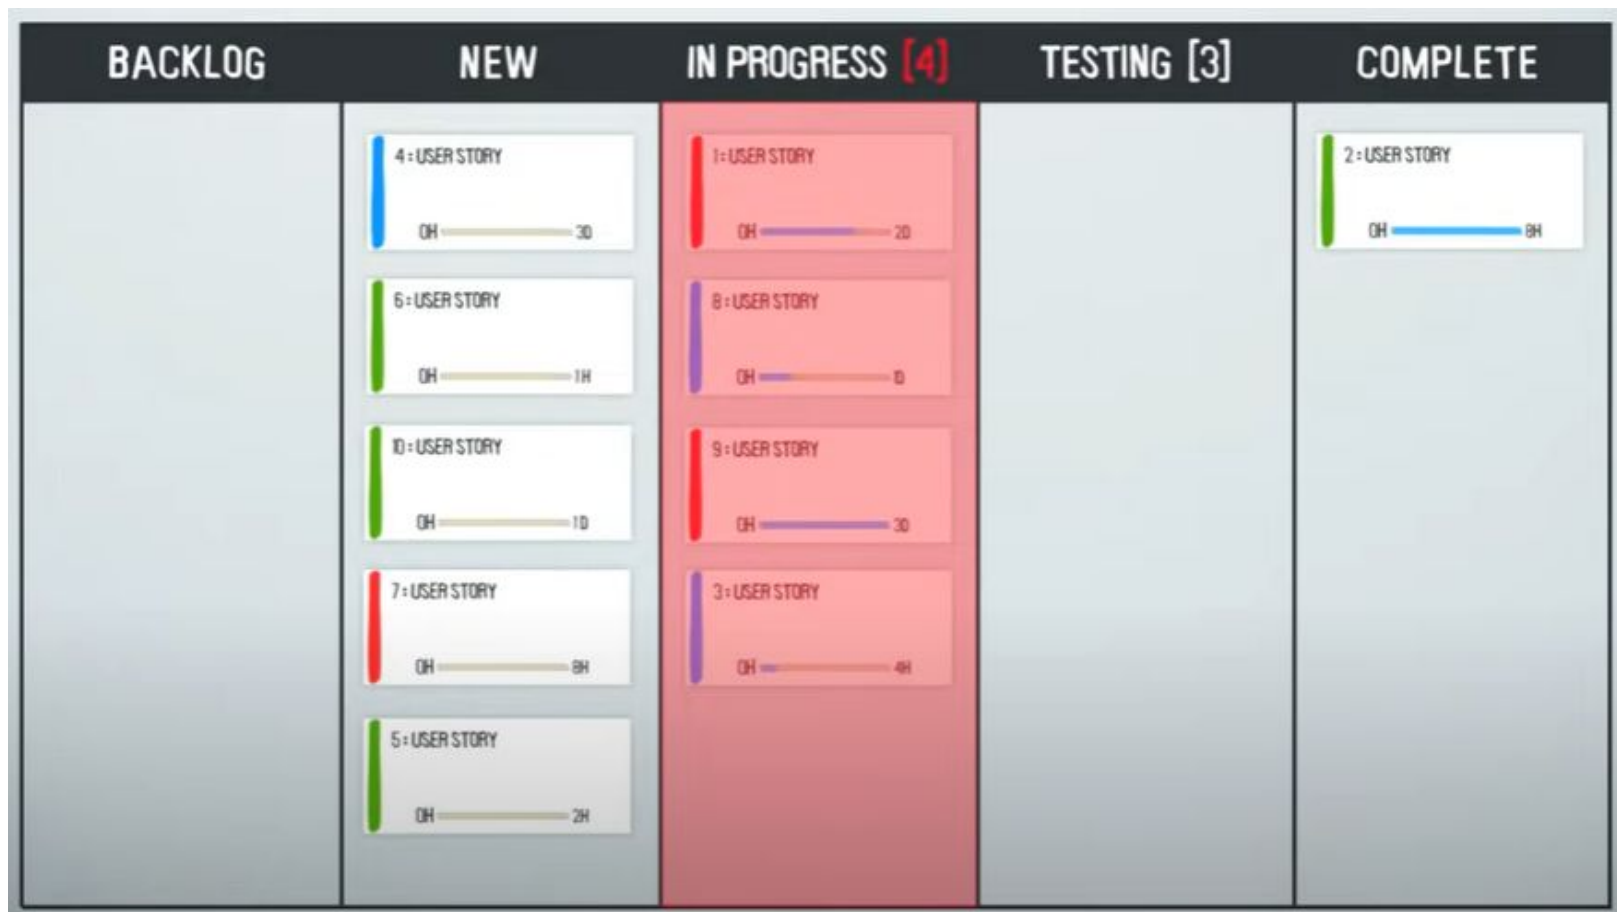 BACKLOG
NEW
IN PROGRESS [4]
TESTING [3]
COMPLETE
4: USER STORY
0H 3D
6: USER STORY
0H 1H
10: USER STORY
0H 1D
7: USER STORY
0H 8H
5: USER STORY
0H 2H
1: USER STORY
0H 2D
8: USER STORY
0H 1D
9: USER STORY
0H 3D
3: USER STORY
0H 4H
2: USER STORY
0H 8H